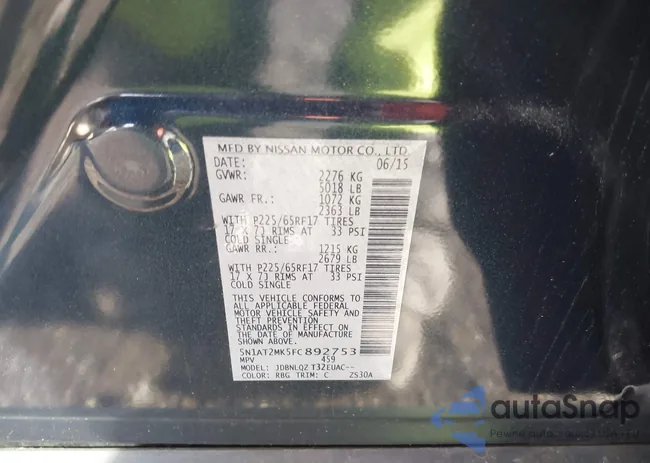 MFD BY NISSAN MOTOR CO., LTD.
DATE: 06/15
GVWR: 2276 KG
5018 LB
GAWR FR.: 1072 KG
2363 LB
WITH P225/65RF17 TIRES
17 X 7J RIMS AT 33 PSI
COLD SINGLE
GAWR RR.: 1215 KG
2679 LB
WITH P225/65RF17 TIRES
17 X 7J RIMS AT 33 PSI
COLD SINGLE
THIS VEHICLE CONFORMS TO
ALL APPLICABLE FEDERAL
MOTOR VEHICLE SAFETY AND
AND THEFT PREVENTION
STANDARDS IN EFFECT ON
THE DATE OF MANUFACTURE
SHOWN ABOVE.
5N1AT2MK5FC892753
MPV 459
MODEL: JDBNLQZ T32EUAC--
COLOR: RBG TRIM: C ZS30A
autoSnap